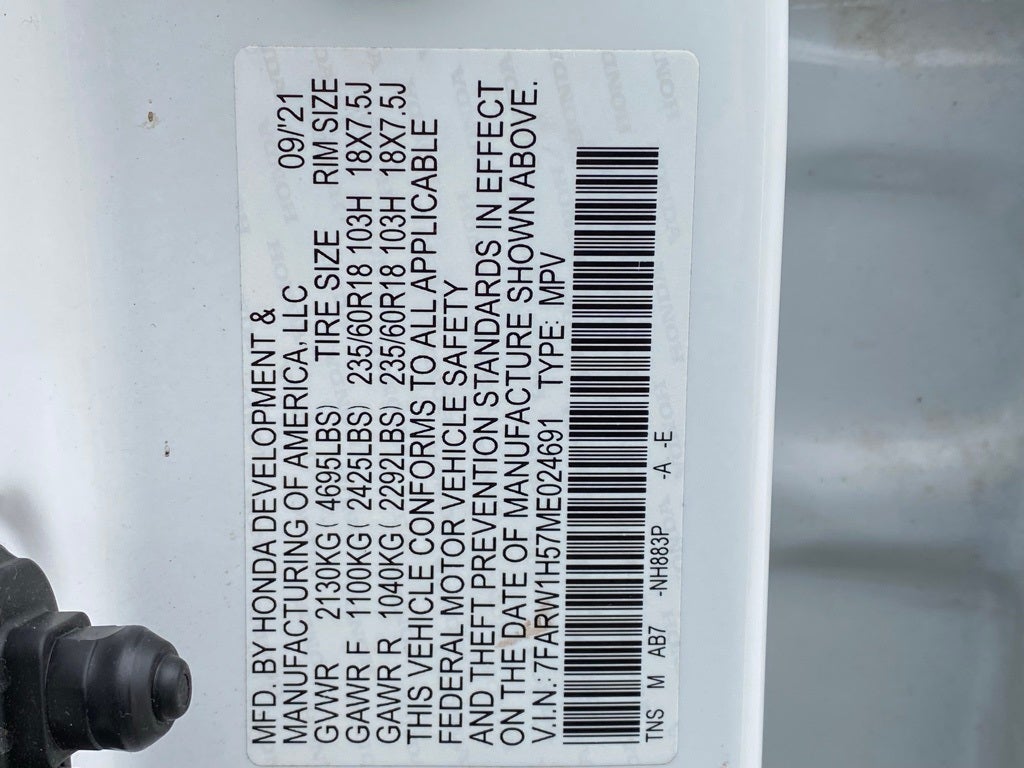 MFD. BY HONDA DEVELOPMENT &
MANUFACTURING OF AMERICA, LLC 09/'21
GVWR 2130KG( 4695LBS) TIRE SIZE RIM SIZE
GAWR F 1100KG( 2425LBS) 235/60R18 103H 18X7.5J
GAWR R 1040KG( 2292LBS) 235/60R18 103H 18X7.5J
THIS VEHICLE CONFORMS TO ALL APPLICABLE
FEDERAL MOTOR VEHICLE SAFETY
AND THEFT PREVENTION STANDARDS IN EFFECT
ON THE DATE OF MANUFACTURE SHOWN ABOVE.
V.I.N.:7FARW1H57ME024691 TYPE: MPV
TNS M AB7 -NH883P -A -E